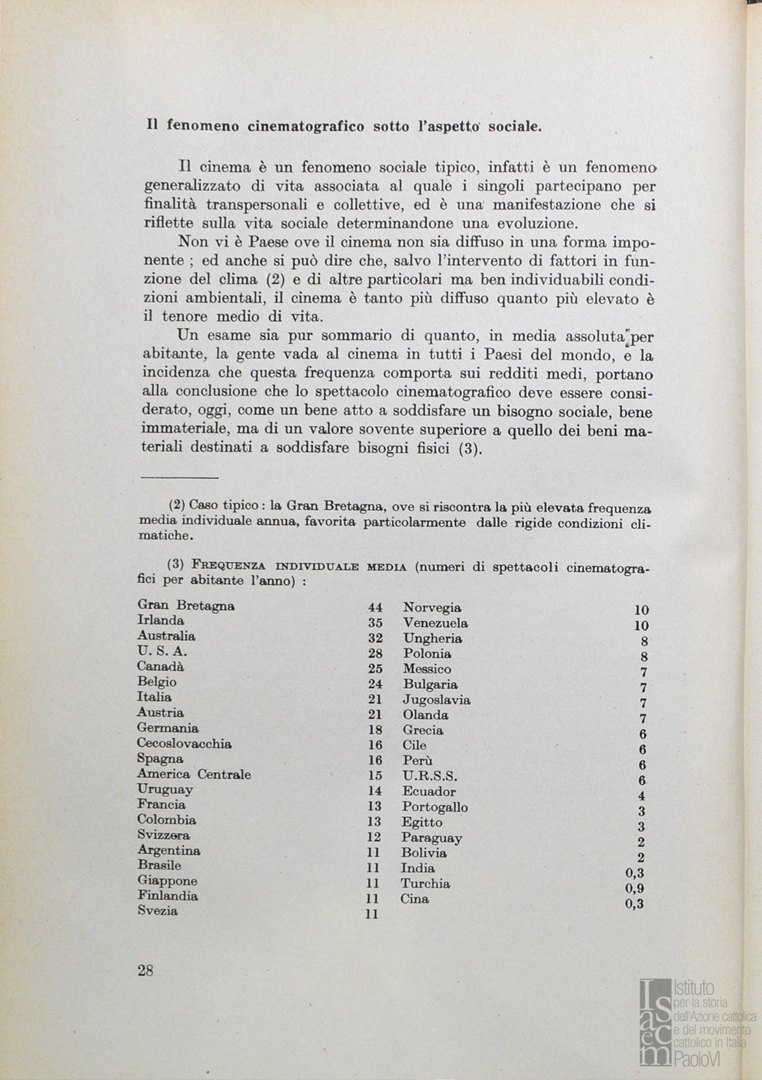 Il fenomeno cinematografico sotto l'aspetto sociale.
Il cinema è un fenomeno sociale tipico, infatti è un fenomeno
generalizzato di vita associata al quale i singoli partecipano per
finalità transpersonali e collettive, ed è una manifestazione che si
riflette sulla vita sociale determinandone una evoluzione.
Non vi è Paese ove il cinema non sia diffuso in una forma impo-
nente ; ed anche si può dire che, salvo l'intervento di fattori in fun-
zione del clima (2) e di altre particolari ma ben individuabili condi-
zioni ambientali, il cinema è tanto più diffuso quanto più elevato è
il tenore medio di vita.
Un esame sia pur sommario di quanto, in media assoluta per
abitante, la gente vada al cinema in tutti i Paesi del mondo, e la
incidenza che questa frequenza comporta sui redditi medi, portano
alla conclusione che lo spettacolo cinematografico deve essere consi-
derato, oggi, come un bene atto a soddisfare un bisogno sociale, bene
immateriale, ma di un valore sovente superiore a quello dei beni ma-
teriali destinati a soddisfare bisogni fisici (3).
(2) Caso tipico : la Gran Bretagna, ove si riscontra la più elevata frequenza
media individuale annua, favorita particolarmente dalle rigide condizioni cli-
matiche.
(3) FREQUENZA INDIVIDUALE MEDIA (numeri di spettacoli cinematogra-
fici per abitante l'anno) :
Gran Bretagna 44
Irlanda 35
Australia 32
U. S. A. 28
Canadà 25
Belgio 24
Italia 21
Austria 21
Germania 18
Cecoslovacchia 16
Spagna 16
America Centrale 15
Uruguay 14
Francia 13
Colombia 13
Svizzera 12
Argentina 11
Brasile 11
Giappone 11
Finlandia 11
Svezia 11
Norvegia 10
Venezuela 10
Ungheria 8
Polonia 8
Messico 7
Bulgaria 7
Jugoslavia 7
Olanda 7
Grecia 6
Cile 6
Perù 6
U.R.S.S. 6
Ecuador 4
Portogallo 3
Egitto 3
Paraguay 2
Bolivia 2
India 0,3
Turchia 0,9
Cina 0,3
28
Isacem
Istituto
per la storia
dell'Azione cattolica
e del movimento
cattolico in Italia
PaoloVI